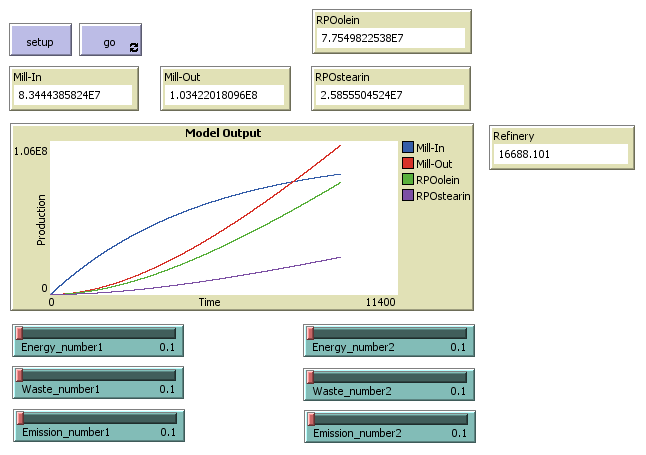 setup
go
RPOolein
7.7549822538E7
Mill-In
8.3444385824E7
Mill-Out
1.03422018096E8
RPOstearin
2.5855504524E7
Model Output
1.06E8
Production
0
0
Time
11400
Mill-In
Mill-Out
RPOolein
RPOstearin
Refinery
16688.101
Energy_number1 0.1
Energy_number2 0.1
Waste_number1 0.1
Waste_number2 0.1
Emission_number1 0.1
Emission_number2 0.1